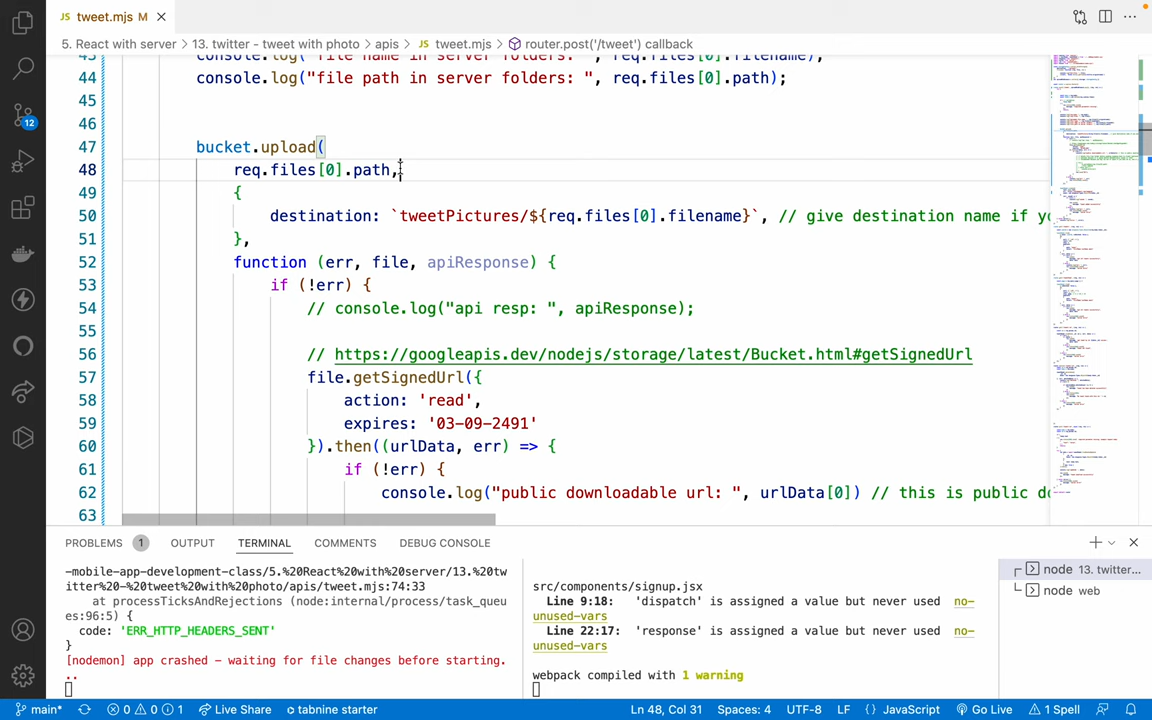 JS tweet.mjs M
5. React with server > 13. twitter - tweet with photo > apis > JS tweet.mjs > router.post('/tweet') callback
43 console.log("file name in server folders: ", req.files[0].filename);
44 console.log("file path in server folders: ", req.files[0].path);
45
46
47 bucket.upload(
48 req.files[0].path,
49 {
50 destination: `tweetPictures/${req.files[0].filename}`, // give destination name if yo
51 },
52 function (err, file, apiResponse) {
53 if (!err) {
54 // console.log("api resp: ", apiResponse);
55
56 // https://googleapis.dev/nodejs/storage/latest/Bucket.html#getSignedUrl
57 file.getSignedUrl({
58 action: 'read',
59 expires: '03-09-2491'
60 }).then((urlData, err) => {
61 if (!err) {
62 console.log("public downloadable url: ", urlData[0]) // this is public do
63
12
PROBLEMS 1 OUTPUT TERMINAL COMMENTS DEBUG CONSOLE
-mobile-app-development-class/5.%20React%20with%20server/13.%20tw
itter%20-%20tweet%20with%20photo/apis/tweet.mjs:74:33
at processTicksAndRejections (node:internal/process/task_queu
es:96:5) {
code: 'ERR_HTTP_HEADERS_SENT'
}
[nodemon] app crashed - waiting for file changes before starting.
..
src/components/signup.jsx
Line 9:18: 'dispatch' is assigned a value but never used no-
unused-vars
Line 22:17: 'response' is assigned a value but never used no-
unused-vars
webpack compiled with 1 warning
node 13. twitter...
node web
main* 0 0 1 Live Share tabnine starter Ln 48, Col 31 Spaces: 4 UTF-8 LF {} JavaScript Go Live 1 Spell